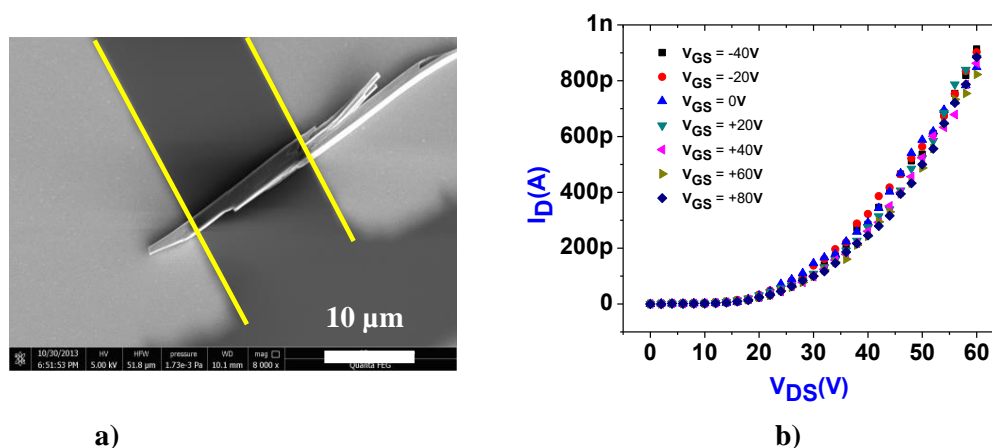 10 µm
10/30/2013 HV HFW pressure WD mag
6:51:53 PM 5.00 kV 51.8 µm 1.73e-3 Pa 10.1 mm 8 000 x Quanta FEG
a)
1n
800p
600p
400p
200p
0
I_D(A)
V_GS = -40V
V_GS = -20V
V_GS = 0V
V_GS = +20V
V_GS = +40V
V_GS = +60V
V_GS = +80V
0 10 20 30 40 50 60
V_DS(V)
b)